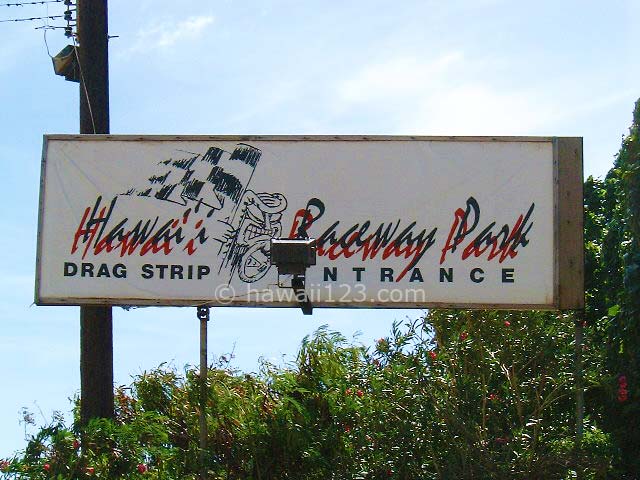 Hawai'i Raceway Park
DRAG STRIP NTRANCE
© hawaii123.com